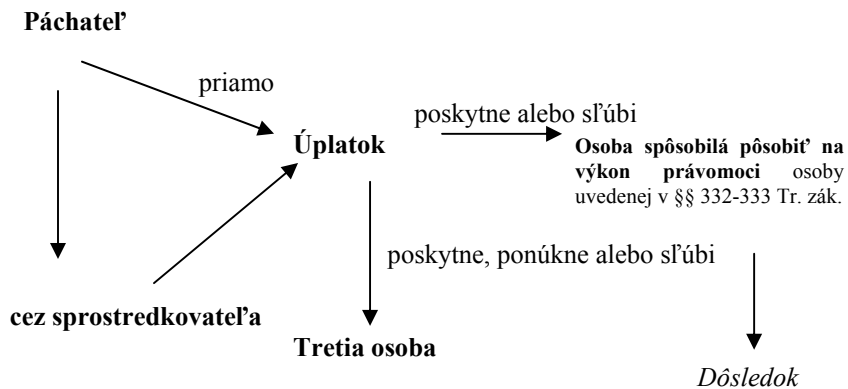 Páchateľ
priamo
poskytne alebo sľúbi
Úplatok
Osoba spôsobilá pôsobiť na
výkon právomoci osoby
uvedenej v §§ 332-333 Tr. zák.
poskytne, ponúkne alebo sľúbi
cez sprostredkovateľa
Tretia osoba
Dôsledok